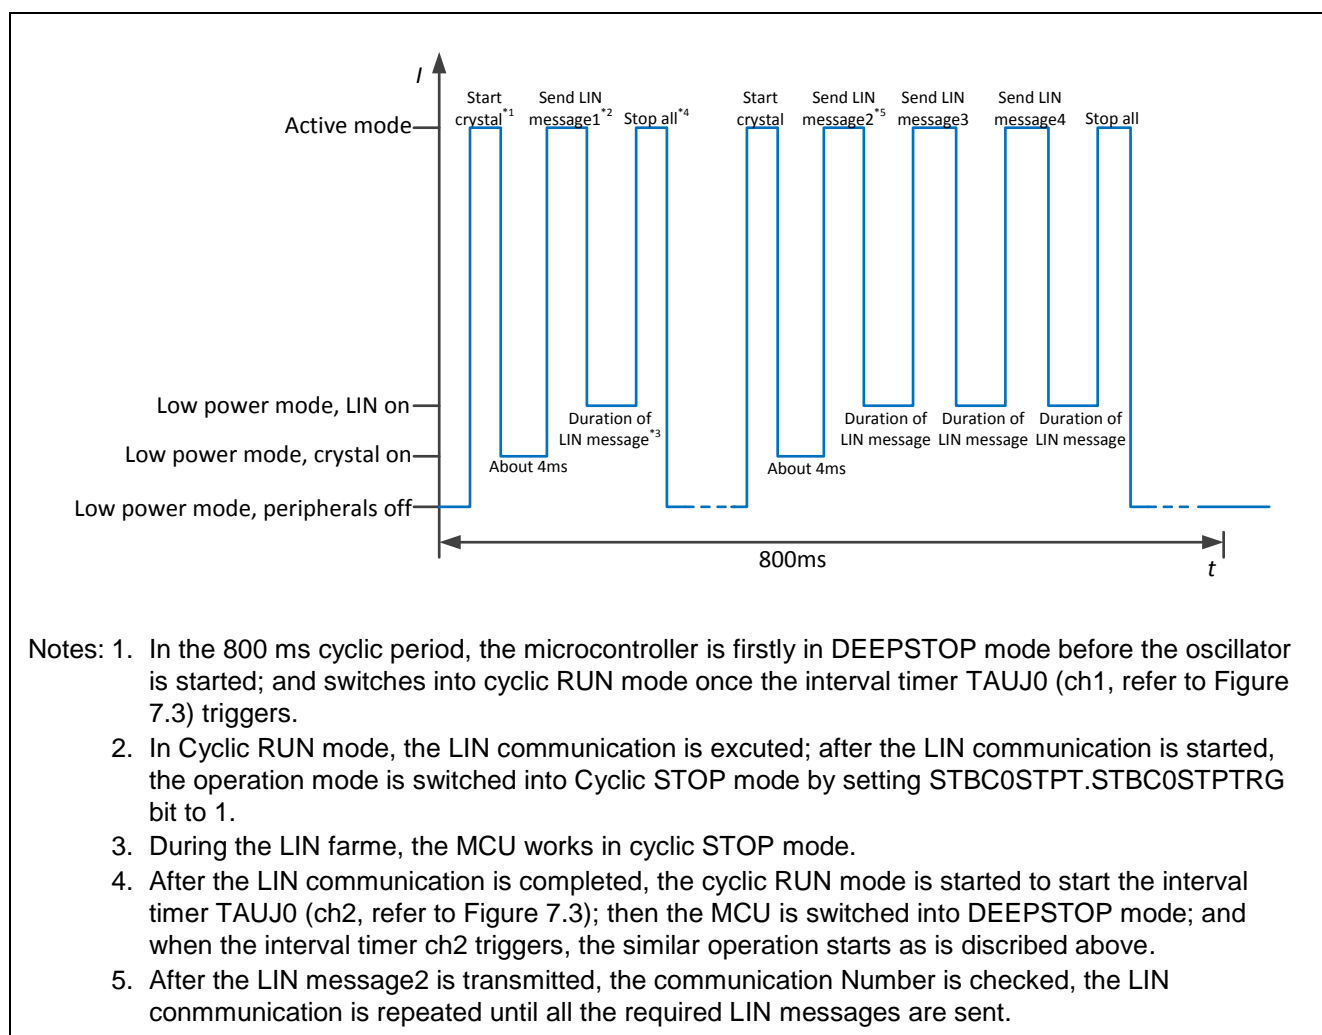 I
Start
crystal*1
Send LIN
message1*2
Stop all*4
Start
crystal
Send LIN
message2*5
Send LIN
message3
Send LIN
message4
Stop all
Active mode
Low power mode, LIN on
Duration of
LIN message*3
Duration of
LIN message
Duration of
LIN message
Duration of
LIN message
Low power mode, crystal on
About 4ms
About 4ms
Low power mode, peripherals off
800ms
t
Notes: 1. In the 800 ms cyclic period, the microcontroller is firstly in DEEPSTOP mode before the oscillator
is started; and switches into cyclic RUN mode once the interval timer TAUJ0 (ch1, refer to Figure
7.3) triggers.
2. In Cyclic RUN mode, the LIN communication is excuted; after the LIN communication is started,
the operation mode is switched into Cyclic STOP mode by setting STBC0STPT.STBC0STPTRG
bit to 1.
3. During the LIN farme, the MCU works in cyclic STOP mode.
4. After the LIN communication is completed, the cyclic RUN mode is started to start the interval
timer TAUJ0 (ch2, refer to Figure 7.3); then the MCU is switched into DEEPSTOP mode; and
when the interval timer ch2 triggers, the similar operation starts as is discribed above.
5. After the LIN message2 is transmitted, the communication Number is checked, the LIN
conmmunication is repeated until all the required LIN messages are sent.